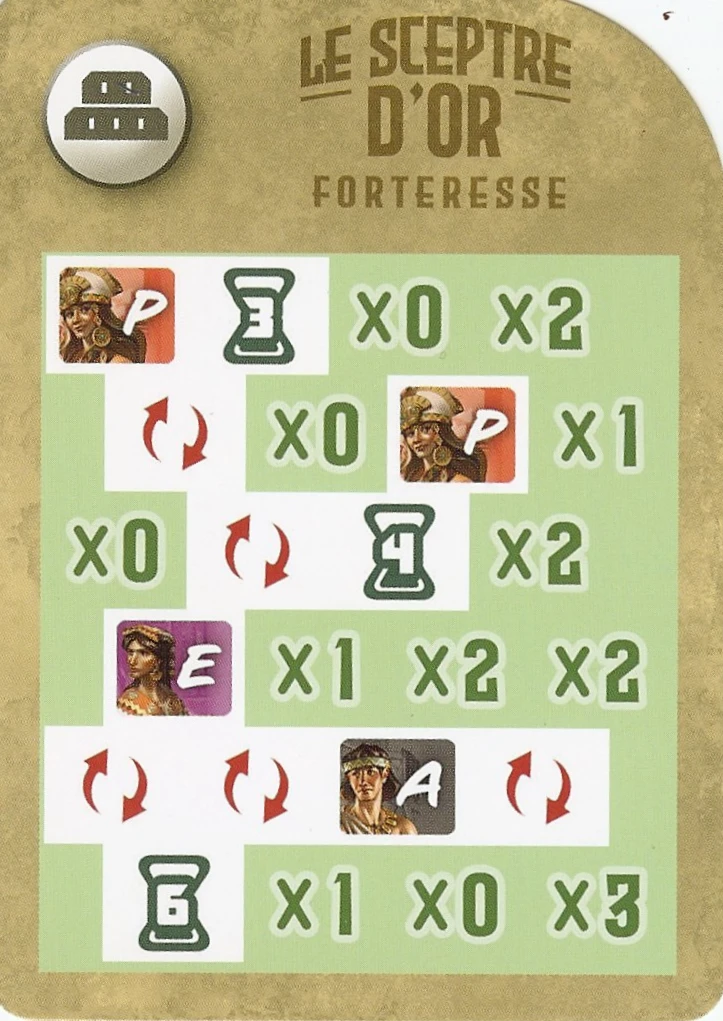 LE SCEPTRE
D'OR
FORTERESSE
P 3 X0 X2
X0 P X1
X0 4 X2
E X1 X2 X2
A
6 X1 X0 X3